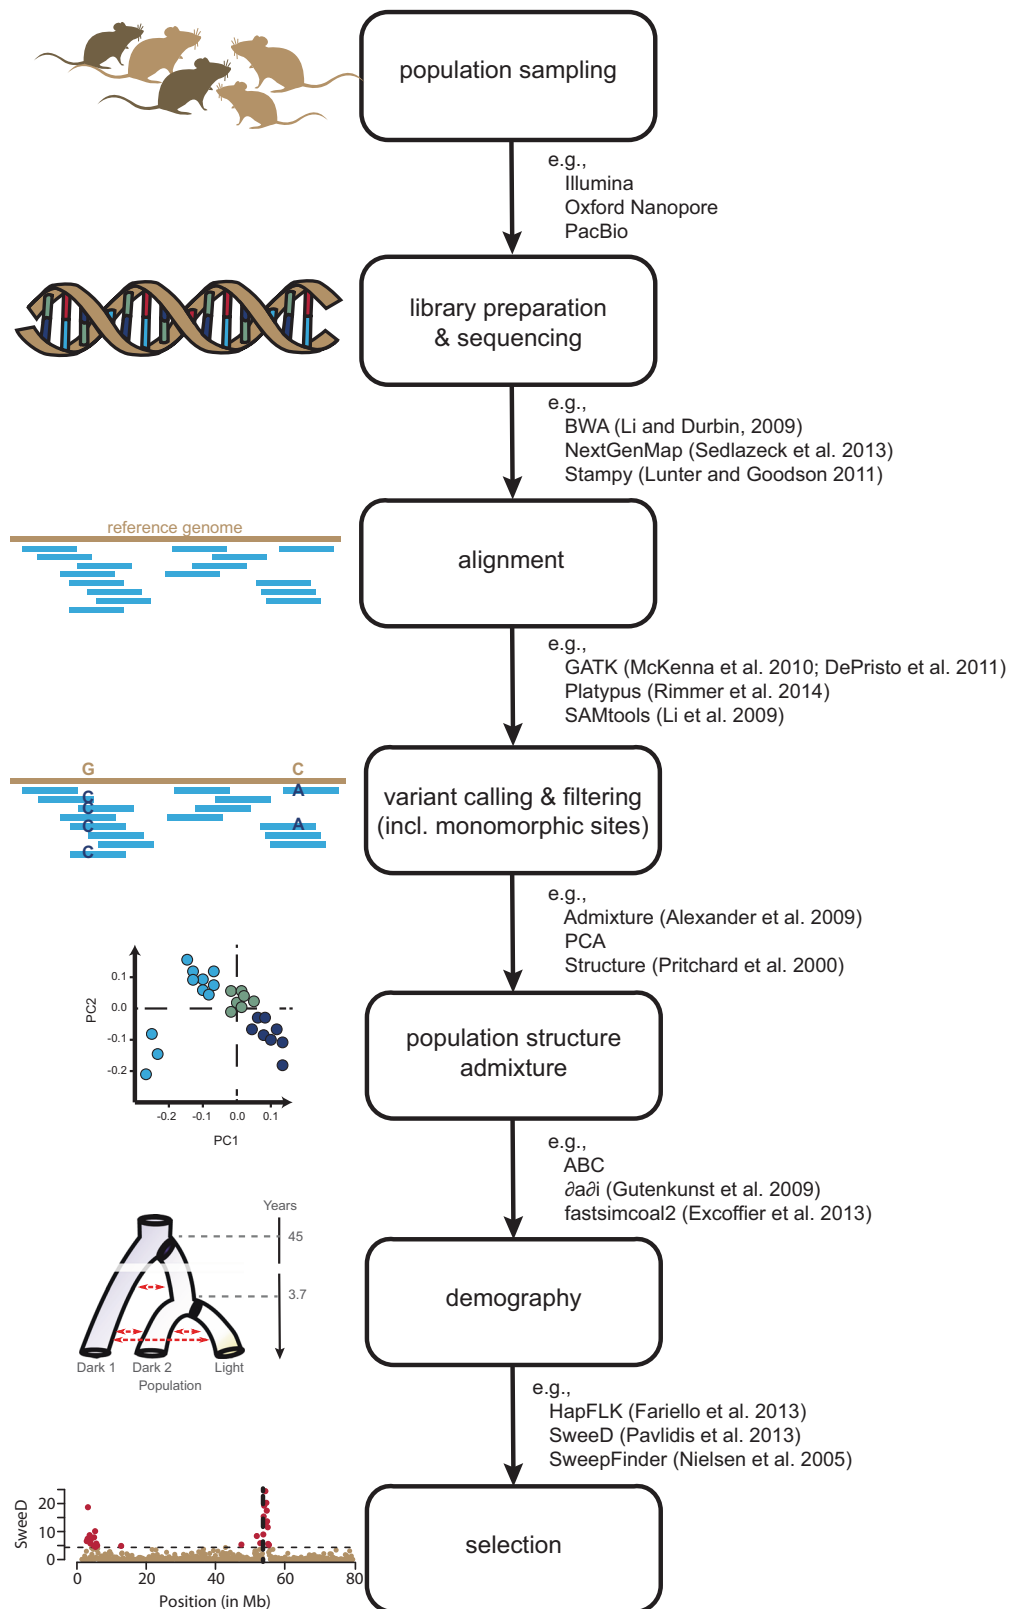 population sampling
e.g.,
Illumina
Oxford Nanopore
PacBio
library preparation
& sequencing
e.g.,
BWA (Li and Durbin, 2009)
NextGenMap (Sedlazeck et al. 2013)
Stampy (Lunter and Goodson 2011)
reference genome
alignment
e.g.,
GATK (McKenna et al. 2010; DePristo et al. 2011)
Platypus (Rimmer et al. 2014)
SAMtools (Li et al. 2009)
G C
A
C
C
C A
C
variant calling & filtering
(incl. monomorphic sites)
e.g.,
Admixture (Alexander et al. 2009)
PCA
Structure (Pritchard et al. 2000)
PC2
0.1
0.0
-0.1
-0.2
-0.2 -0.1 0.0 0.1
PC1
population structure
admixture
e.g.,
ABC
∂a∂i (Gutenkunst et al. 2009)
fastsimcoal2 (Excoffier et al. 2013)
Years
45
3.7
Dark 1 Dark 2 Light
Population
demography
e.g.,
HapFLK (Fariello et al. 2013)
SweeD (Pavlidis et al. 2013)
SweepFinder (Nielsen et al. 2005)
SweeD
20
10
0
0 20 40 60 80
Position (in Mb)
selection